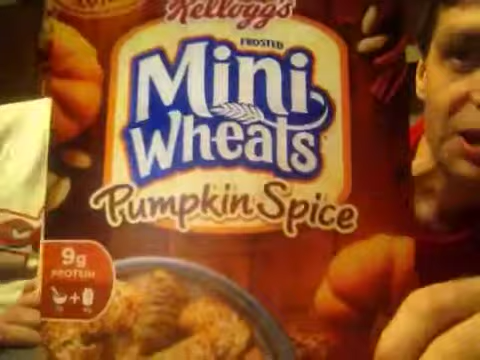 Kellogg's
FROSTED
Mini
Wheats
Pumpkin Spice
9g
PROTEIN
+